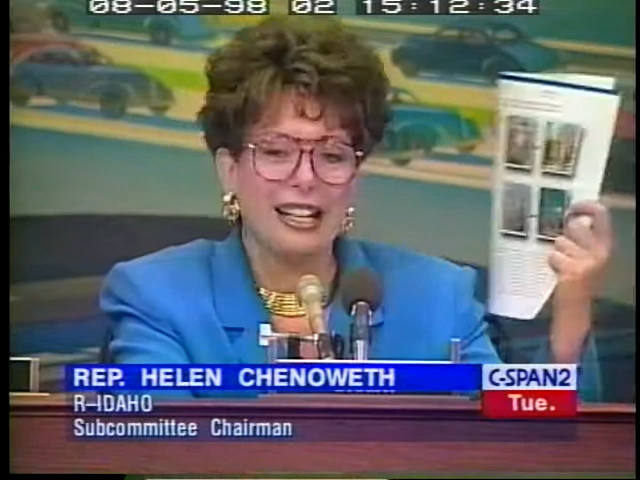 08-05-98 02 15:12:34
REP. HELEN CHENOWETH
R–IDAHO
Subcommittee Chairman
C-SPAN2
Tue.